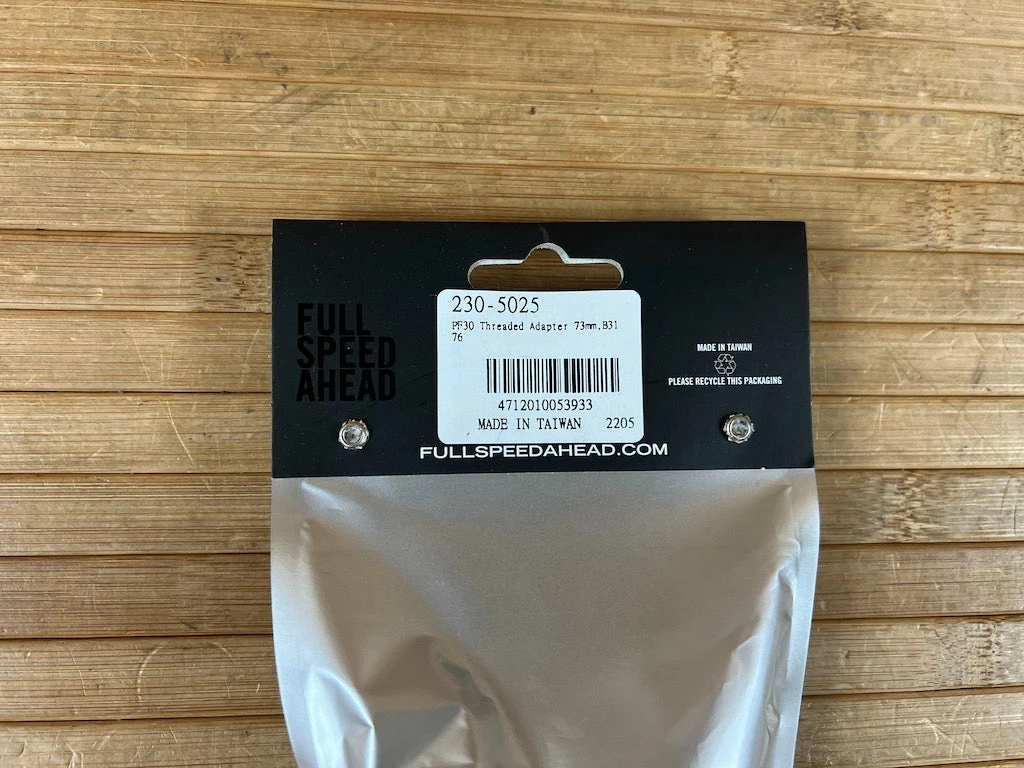 230-5025
PF30 Threaded Adapter 73mm,B31
76
4712010053933
MADE IN TAIWAN 2205
FULL
SPEED
AHEAD
MADE IN TAIWAN
PLEASE RECYCLE THIS PACKAGING
FULLSPEEDAHEAD.COM